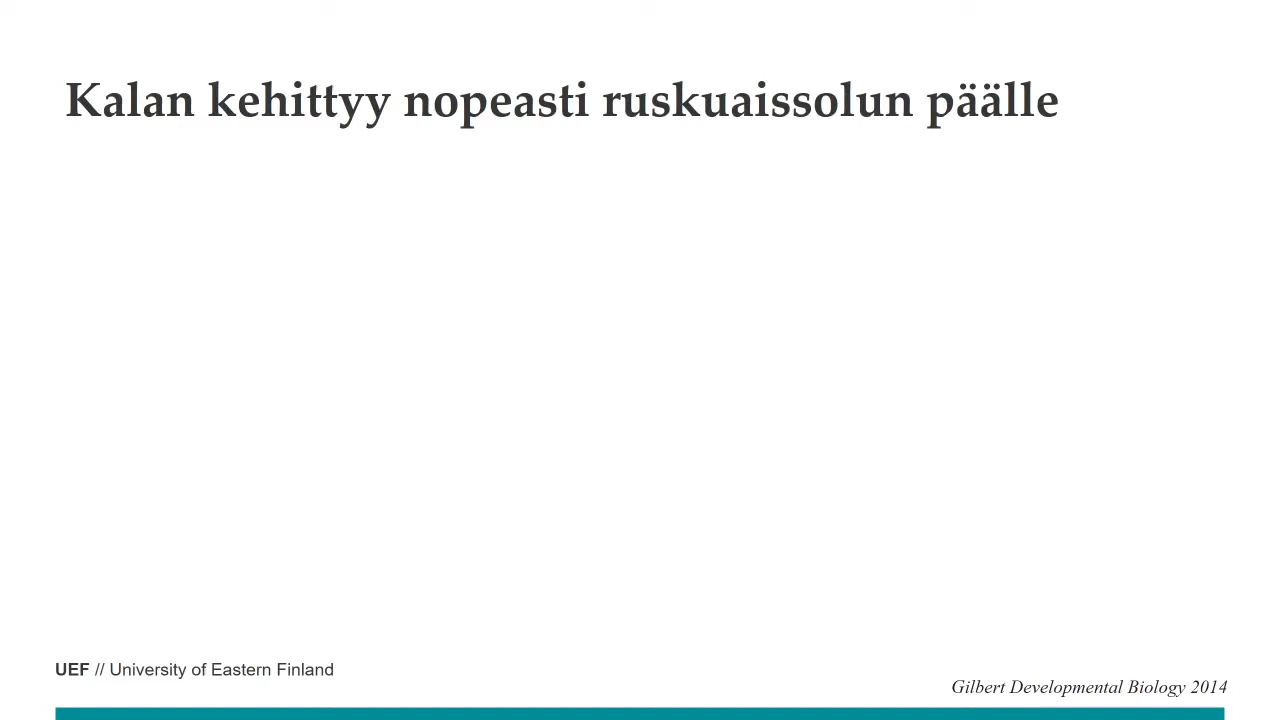 Kalan kehittyy nopeasti ruskuaissolun päälle
UEF // University of Eastern Finland
Gilbert Developmental Biology 2014